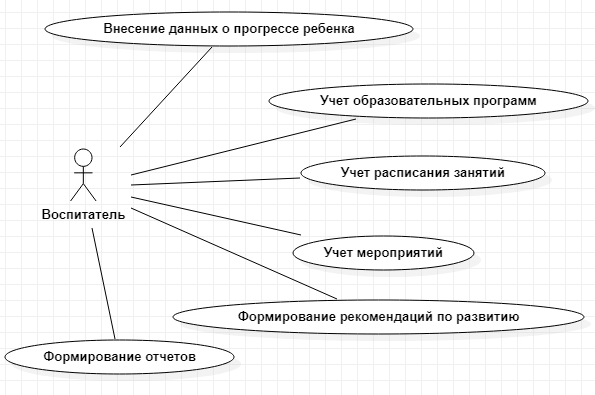 Внесение данных о прогрессе ребенка
Учет образовательных программ
Учет расписания занятий
Воспитатель
Учет мероприятий
Формирование рекомендаций по развитию
Формирование отчетов